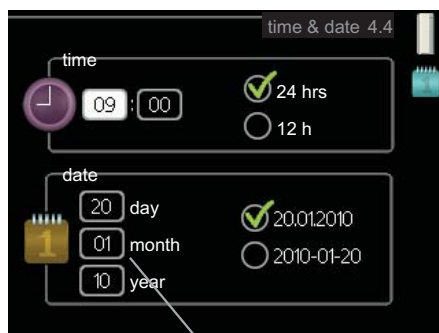 time & date 4.4
time
09 : 00
24 hrs
12 h
date
20 day
01 month
10 year
20.01.2010
2010-01-20
1